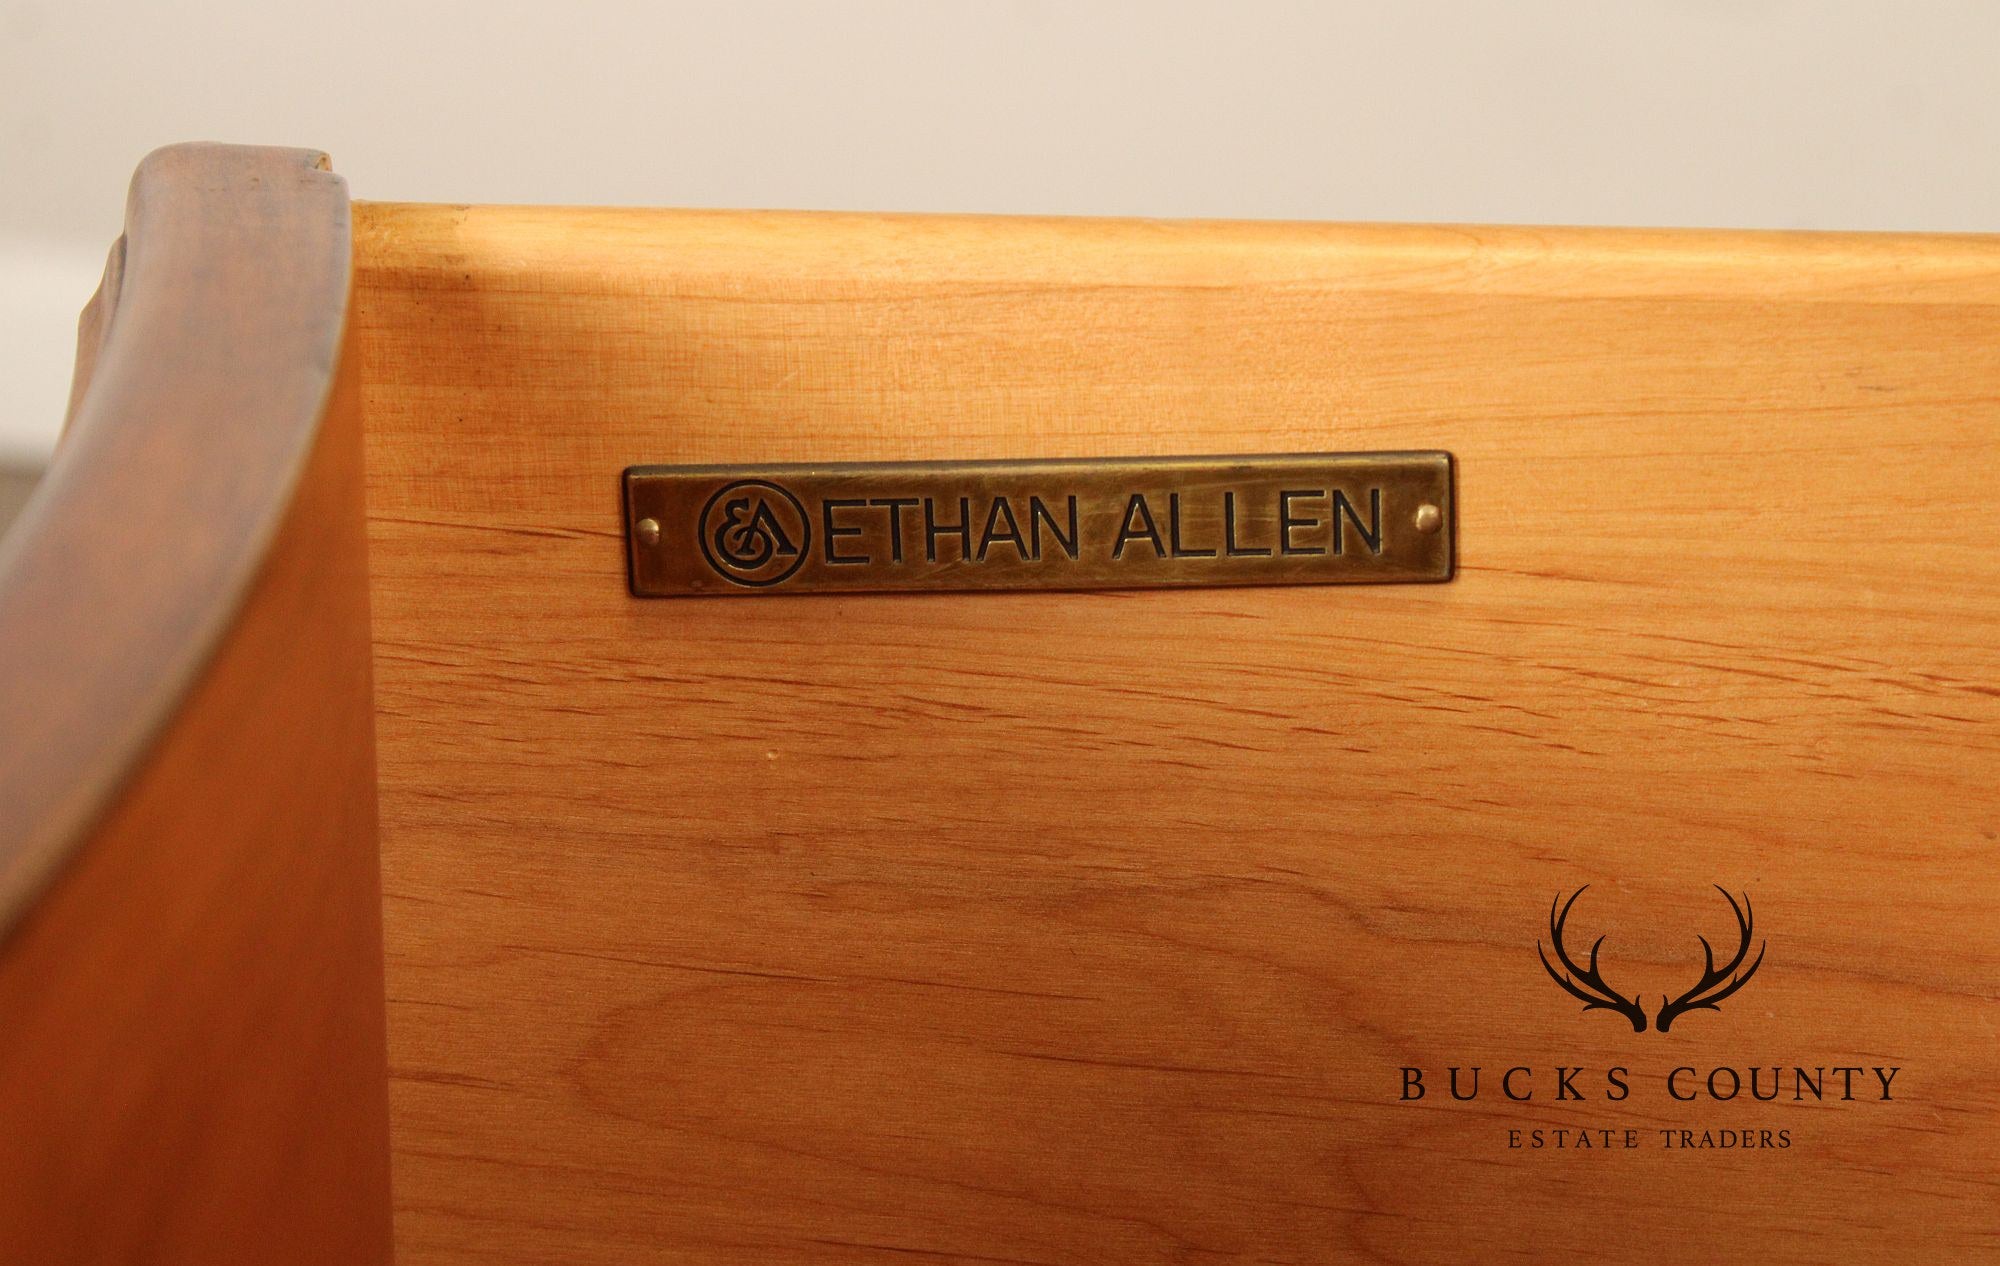 EA ETHAN ALLEN
BUCKS COUNTY
ESTATE TRADERS